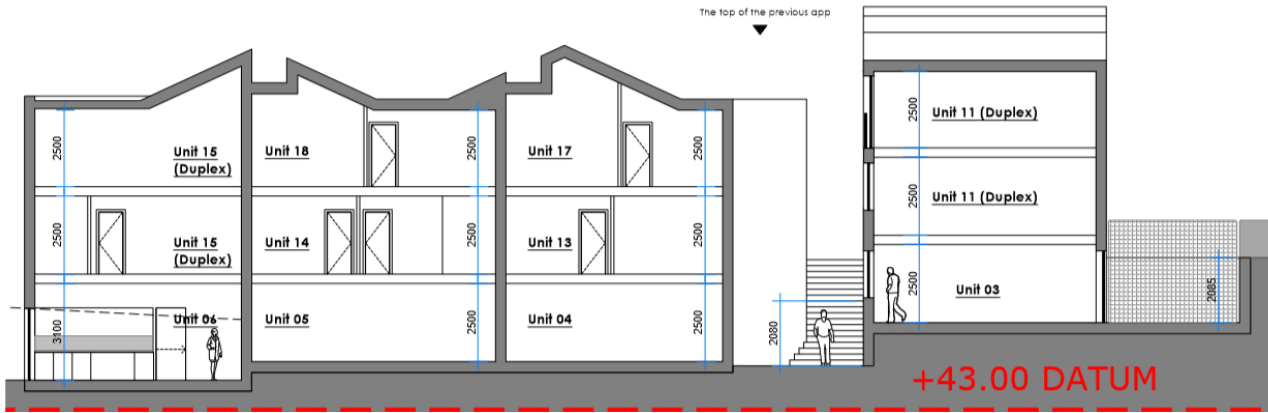 The top of the previous app
2500
2500
3100
Unit 15
(Duplex)
Unit 15
(Duplex)
Unit 06
Unit 18
Unit 14
Unit 05
2500
2500
2500
Unit 17
Unit 13
Unit 04
2500
2500
2500
2080
2500
2500
2500
Unit 11 (Duplex)
Unit 11 (Duplex)
Unit 03
2085
+43.00 DATUM